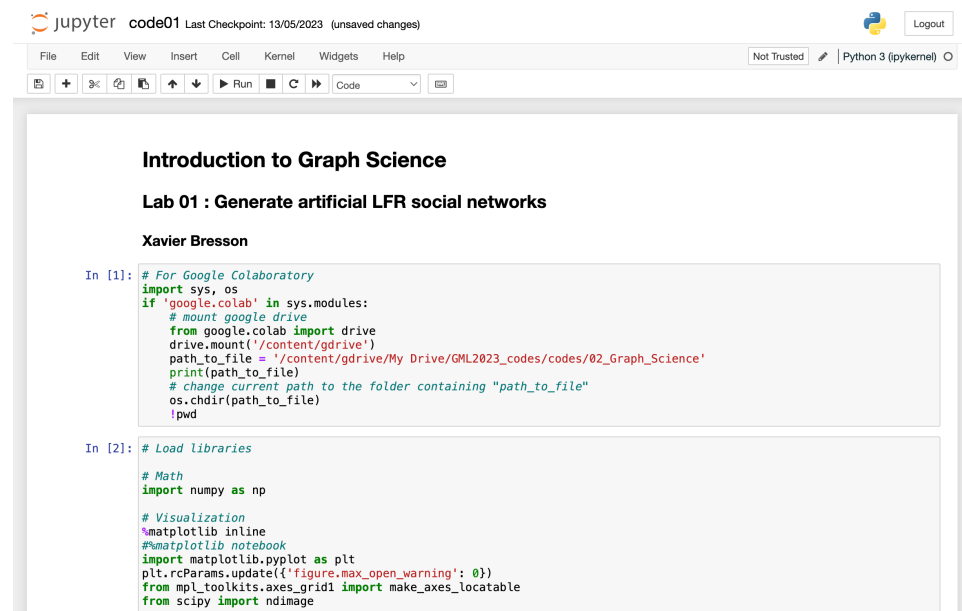 jupyter code01 Last Checkpoint: 13/05/2023 (unsaved changes) Logout
File Edit View Insert Cell Kernel Widgets Help Not Trusted Python 3 (ipykernel)
Run Code
Introduction to Graph Science
Lab 01 : Generate artificial LFR social networks
Xavier Bresson
In [1]: # For Google Colaboratory
import sys, os
if 'google.colab' in sys.modules:
    # mount google drive
    from google.colab import drive
    drive.mount('/content/gdrive')
    path_to_file = '/content/gdrive/My Drive/GML2023_codes/codes/02_Graph_Science'
    print(path_to_file)
    # change current path to the folder containing "path_to_file"
    os.chdir(path_to_file)
    !pwd
In [2]: # Load libraries
# Math
import numpy as np
# Visualization
%matplotlib inline
#%matplotlib notebook
import matplotlib.pyplot as plt
plt.rcParams.update({'figure.max_open_warning': 0})
from mpl_toolkits.axes_grid1 import make_axes_locatable
from scipy import ndimage